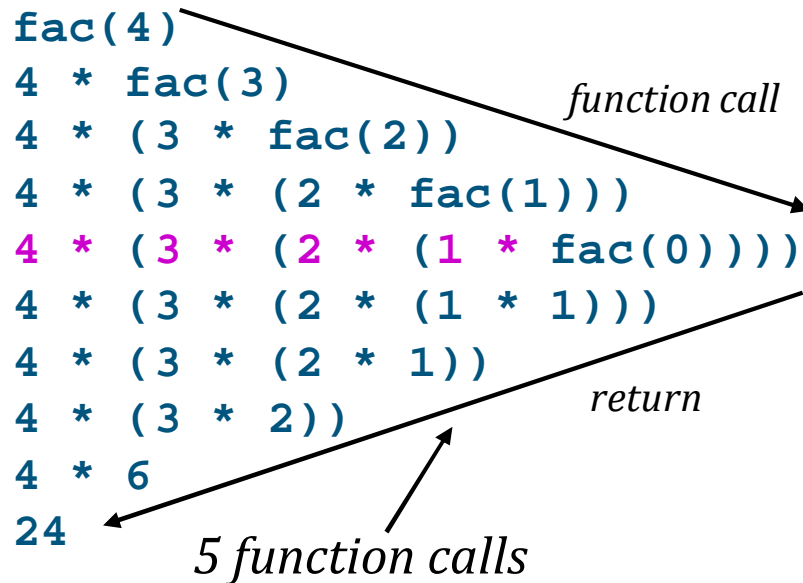 fac(4)
4 * fac(3)
function call
4 * (3 * fac(2))
4 * (3 * (2 * fac(1)))
4 * (3 * (2 * (1 * fac(0))))
4 * (3 * (2 * (1 * 1)))
4 * (3 * (2 * 1))
return
4 * (3 * 2))
4 * 6
24
5 function calls